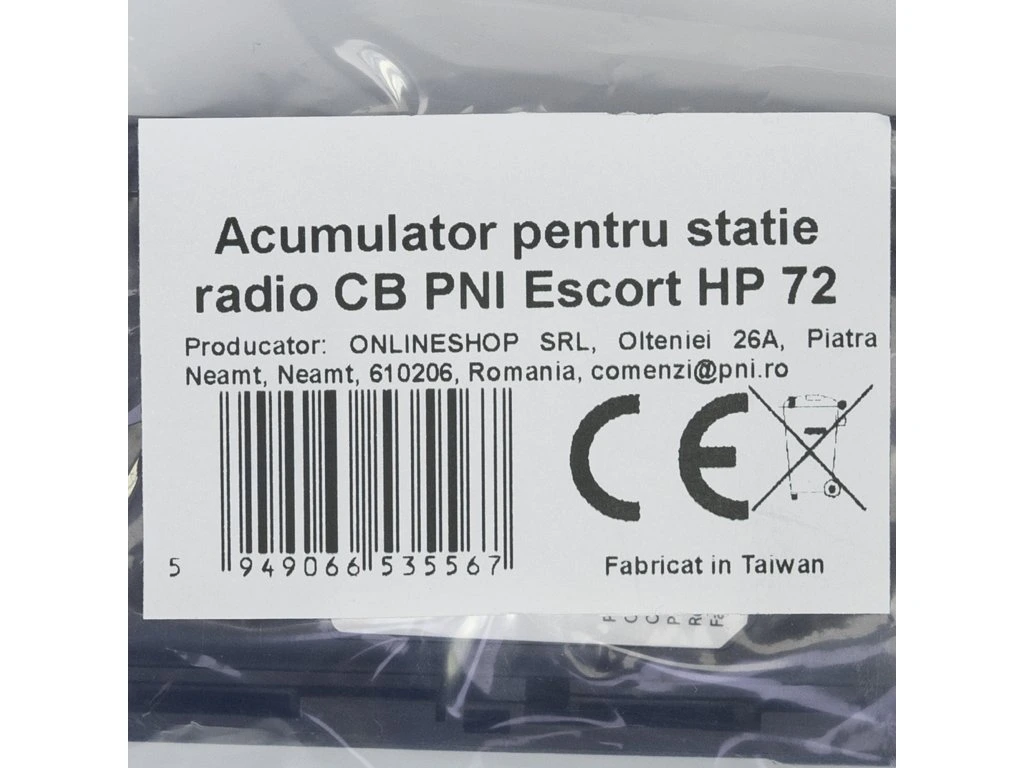 Acumulator pentru statie
radio CB PNI Escort HP 72
Producator: ONLINESHOP SRL, Olteniei 26A, Piatra
Neamt, Neamt, 610206, Romania, comenzi@pni.ro
CE
5 949066 535567
Fabricat in Taiwan